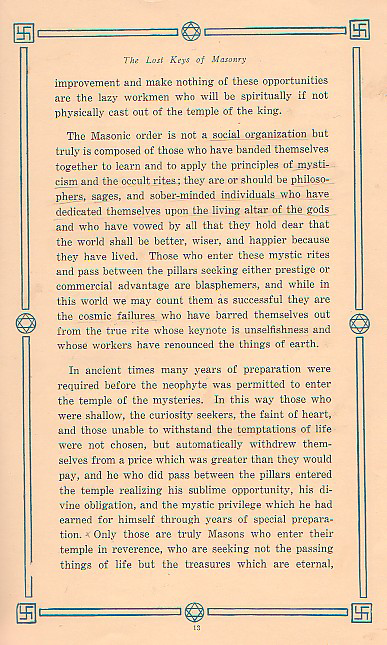 The Lost Keys of Masonry
improvement and make nothing of these opportunities
are the lazy workmen who will be spiritually if not
physically cast out of the temple of the king.
The Masonic order is not a social organization but
truly is composed of those who have banded themselves
together to learn and to apply the principles of mysti-
cism and the occult rites; they are or should be philoso-
phers, sages, and sober-minded individuals who have
dedicated themselves upon the living altar of the gods
and who have vowed by all that they hold dear that
the world shall be better, wiser, and happier because
they have lived. Those who enter these mystic rites
and pass between the pillars seeking either prestige or
commercial advantage are blasphemers, and while in
this world we may count them as successful they are
the cosmic failures who have barred themselves out
from the true rite whose keynote is unselfishness and
whose workers have renounced the things of earth.
In ancient times many years of preparation were
required before the neophyte was permitted to enter
the temple of the mysteries. In this way those who
were shallow, the curiosity seekers, the faint of heart,
and those unable to withstand the temptations of life
were not chosen, but automatically withdrew them-
selves from a price which was greater than they would
pay, and he who did pass between the pillars entered
the temple realizing his sublime opportunity, his di-
vine obligation, and the mystic privilege which he had
earned for himself through years of special prepara-
tion. Only those are truly Masons who enter their
temple in reverence, who are seeking not the passing
things of life but the treasures which are eternal,
13